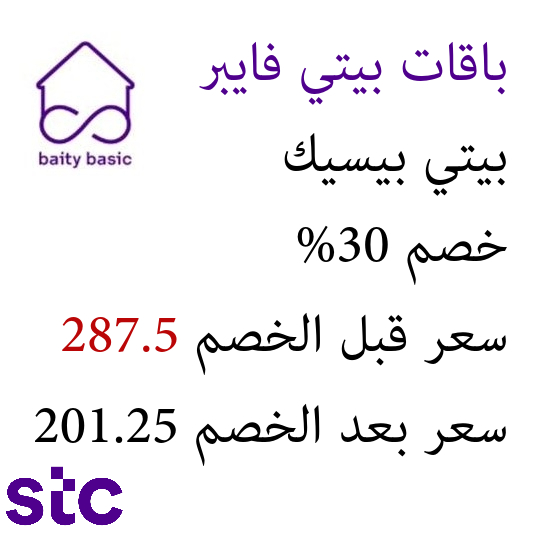 باقات بيتي فايبر
baity basic
بيتي بيسيك
خصم 30%
سعر قبل الخصم 287.5
سعر بعد الخصم 201.25
stc